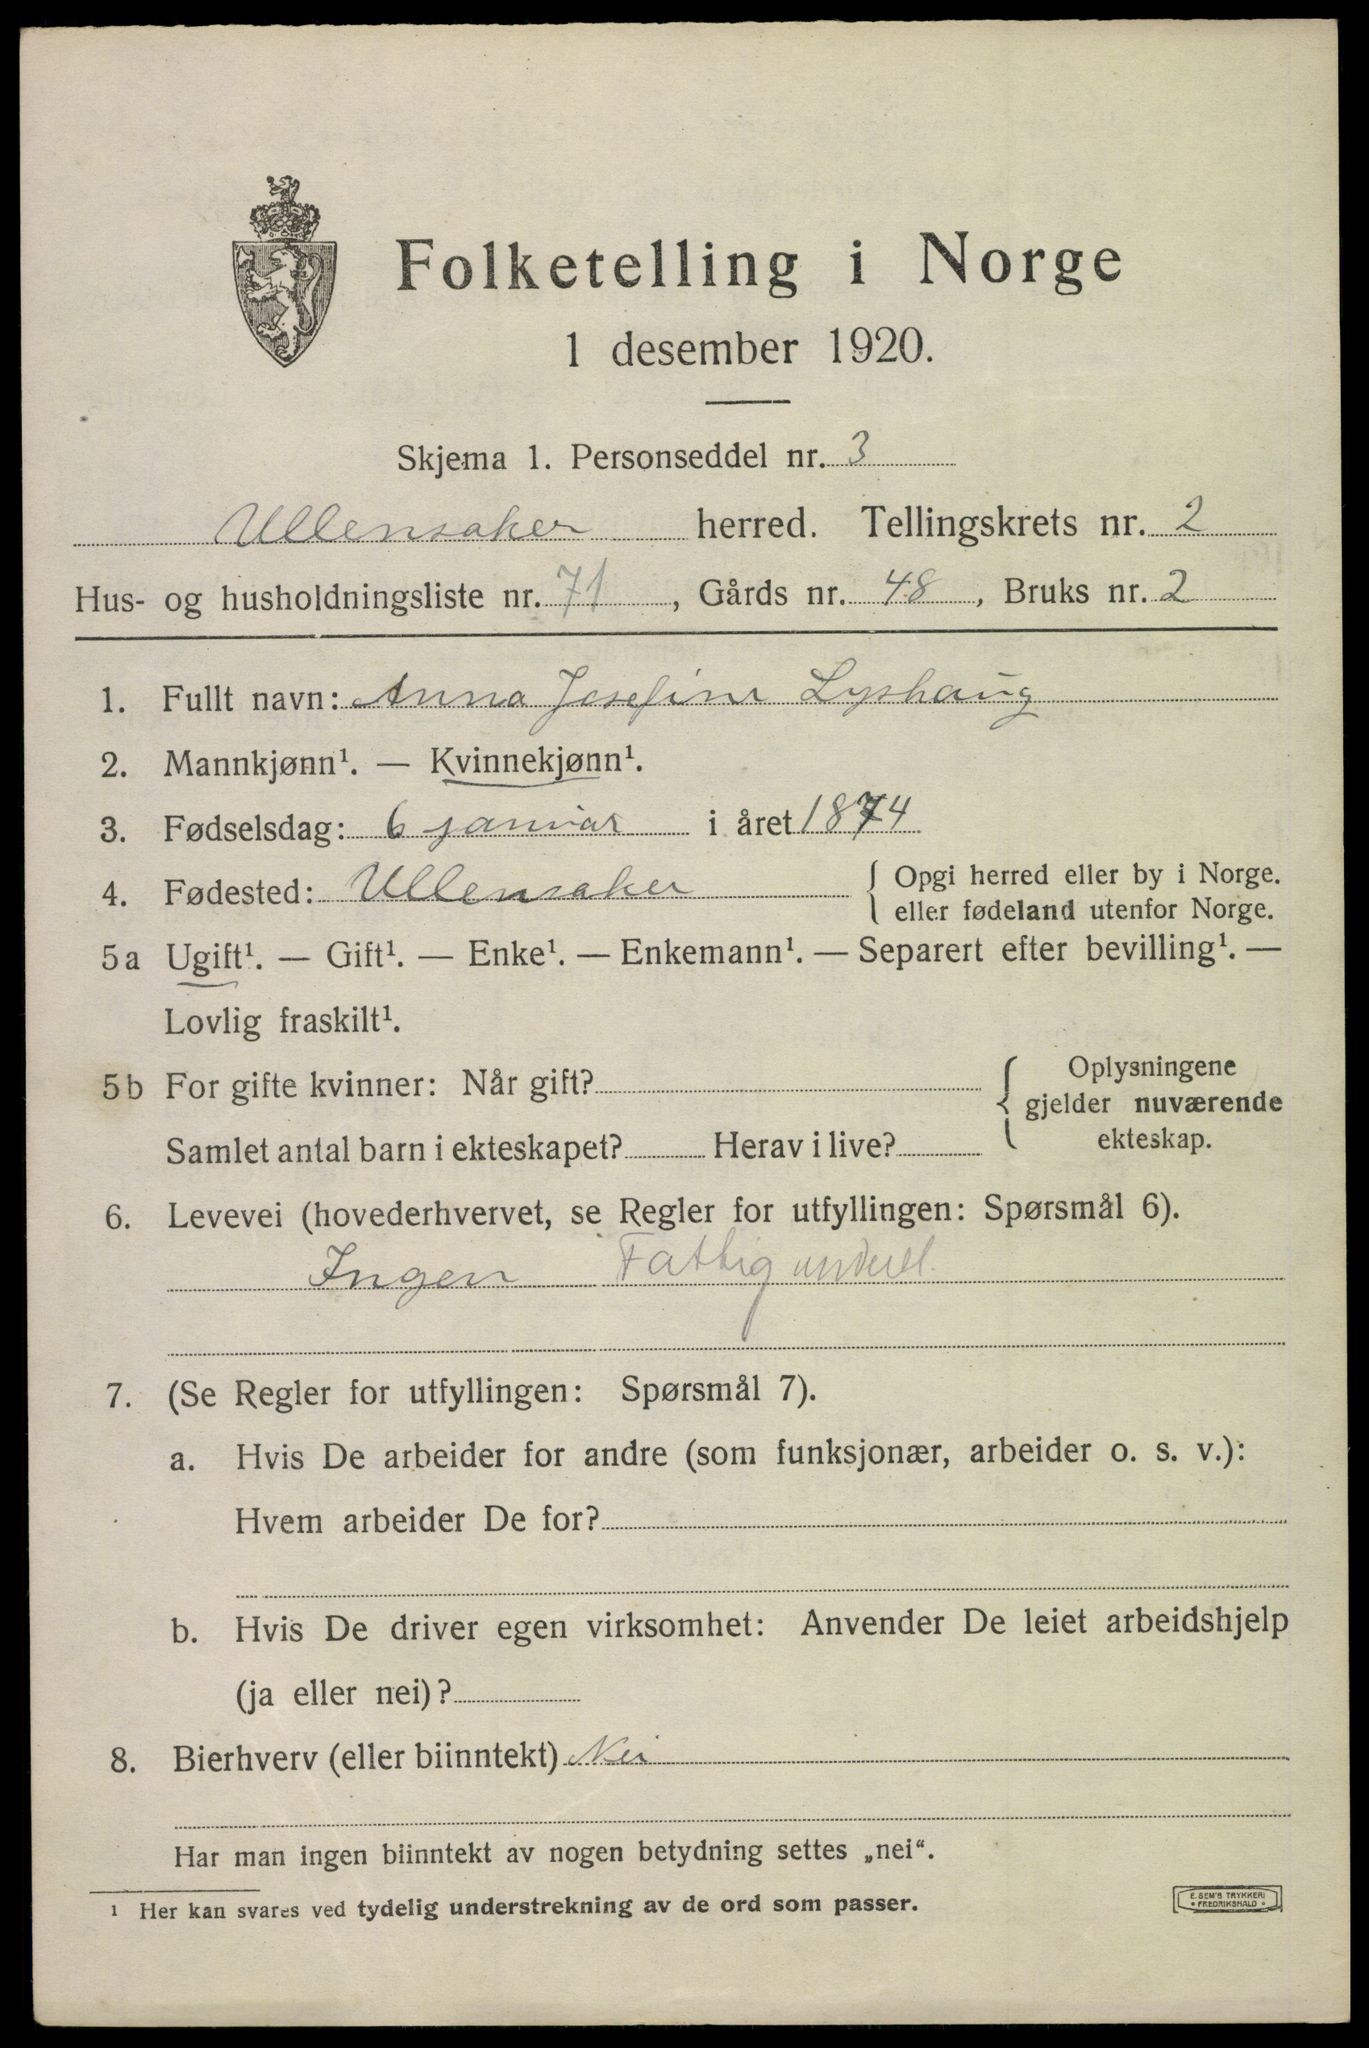 Folketelling i Norge
1 desember 1920.
Skjema 1. Personseddel nr. 3
Ullensaker herred. Tellingskrets nr. 2
Hus- og husholdningsliste nr. 71, Gårds nr. 48, Bruks nr. 2
1. Fullt navn: Anna Josefine Lyshaug
2. Mannkjønn¹. — Kvinnekjønn¹.
3. Fødselsdag: 6 januar i året 1874
4. Fødested: Ullensaker { Opgi herred eller by i Norge.
eller fødeland utenfor Norge.
5a Ugift¹. — Gift¹. — Enke¹. — Enkemann¹. — Separert efter bevilling¹. —
Lovlig fraskilt¹.
5b For gifte kvinner: Når gift? { Oplysningene
gjelder nuværende
ekteskap.
Samlet antal barn i ekteskapet? Herav i live?
6. Levevei (hovederhvervet, se Regler for utfyllingen: Spørsmål 6).
Ingen Fattigunderst.
7. (Se Regler for utfyllingen: Spørsmål 7).
a. Hvis De arbeider for andre (som funksjonær, arbeider o. s. v.):
Hvem arbeider De for?
b. Hvis De driver egen virksomhet: Anvender De leiet arbeidshjelp
(ja eller nei)?
8. Bierhverv (eller biinntekt) Nei
Har man ingen biinntekt av nogen betydning settes „nei“.
¹ Her kan svares ved tydelig understrekning av de ord som passer.
E. SEM'S TRYKKERI
• FREDRIKSHALD •